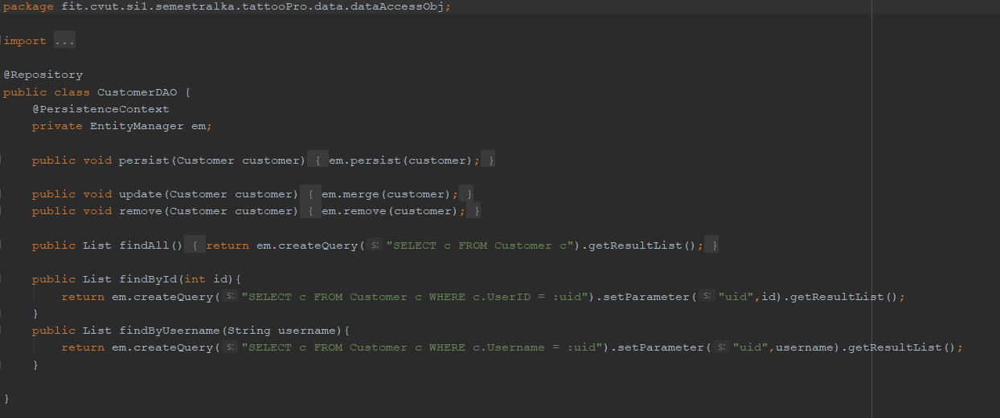 package fit.cvut.si1.semestralka.tattooPro.data.dataAccessObj;
import ...
@Repository
public class CustomerDAO {
@PersistenceContext
private EntityManager em;
public void persist(Customer customer) { em.persist(customer); }
public void update(Customer customer) { em.merge(customer); }
public void remove(Customer customer) { em.remove(customer); }
public List findAll() { return em.createQuery( s: "SELECT c FROM Customer c").getResultList(); }
public List findById(int id){
return em.createQuery( s: "SELECT c FROM Customer c WHERE c.UserID = :uid").setParameter( s: "uid",id).getResultList();
}
public List findByUsername(String username){
return em.createQuery( s: "SELECT c FROM Customer c WHERE c.Username = :uid").setParameter( s: "uid",username).getResultList();
}
}